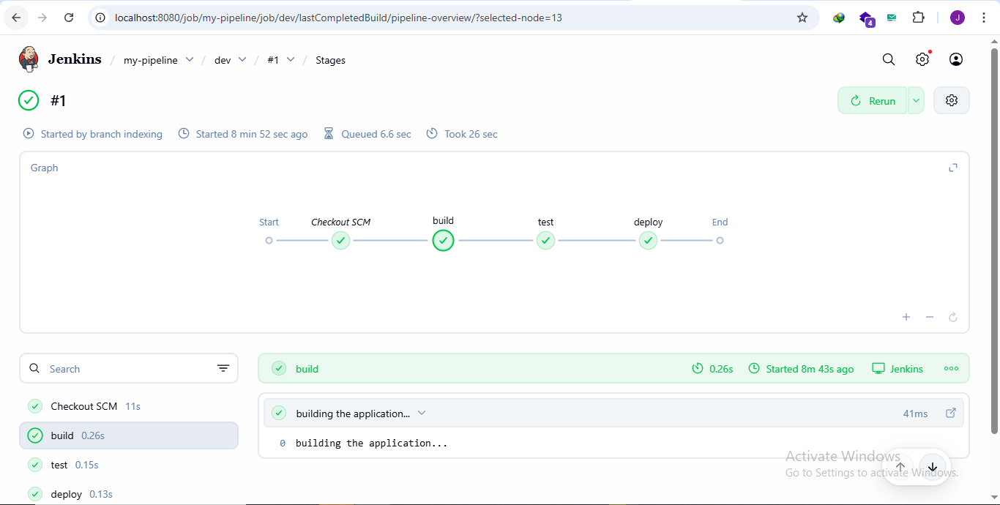 localhost:8080/job/my-pipeline/job/dev/lastCompletedBuild/pipeline-overview/?selected-node=13
4
J
Jenkins / my-pipeline / dev / #1 / Stages
#1
Rerun
Started by branch indexing Started 8 min 52 sec ago Queued 6.6 sec Took 26 sec
Graph
Start Checkout SCM build test deploy End
Search
build 0.26s Started 8m 43s ago Jenkins
Checkout SCM 11s
building the application... 41ms
build 0.26s
0 building the application...
test 0.15s
deploy 0.13s
Activate Windows
Go to Settings to activate Windows.